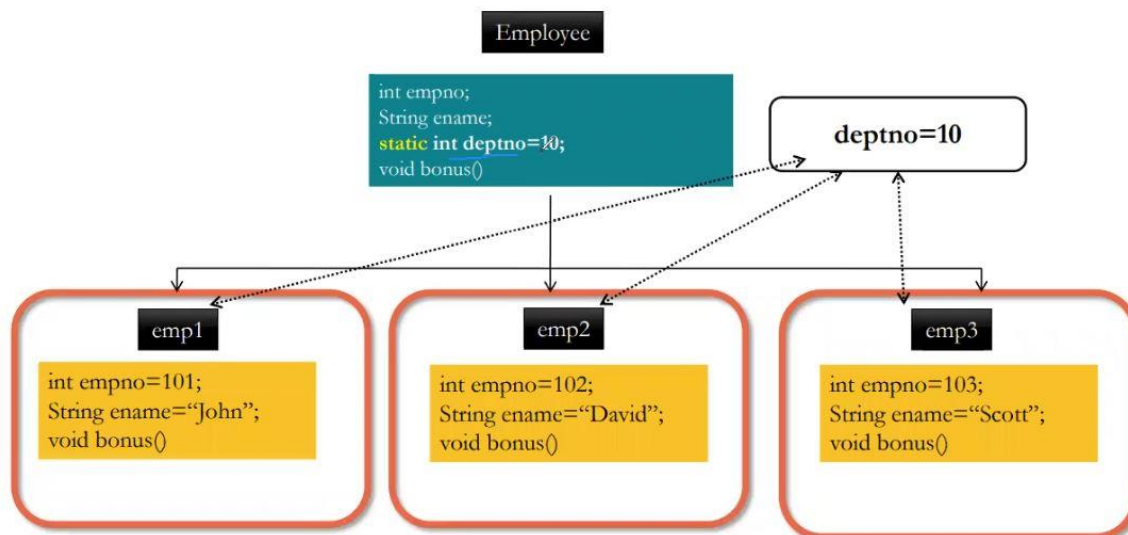 Employee
int empno;
String ename;
static int deptno=10;
void bonus()
deptno=10
emp1
int empno=101;
String ename=“John”;
void bonus()
emp2
int empno=102;
String ename=“David”;
void bonus()
emp3
int empno=103;
String ename=“Scott”;
void bonus()